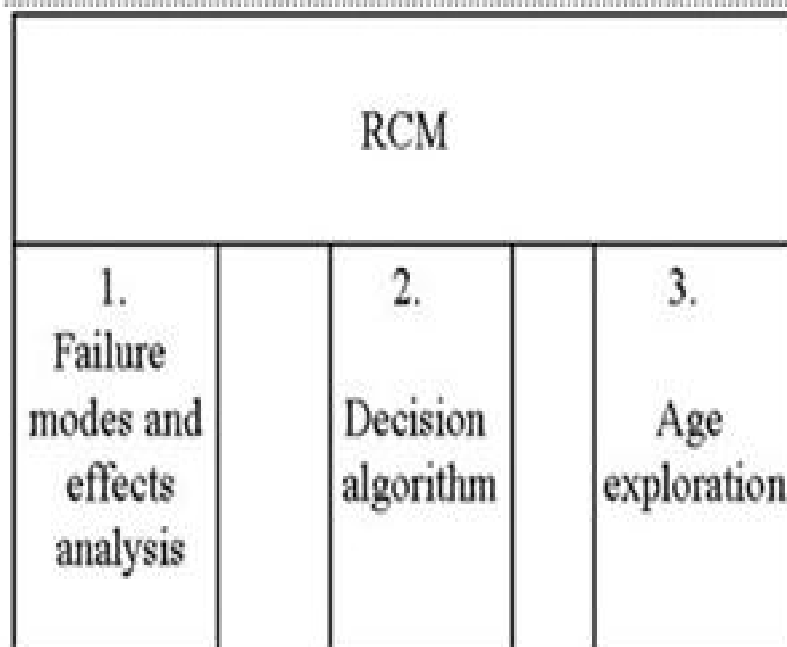 RCM
1.
Failure
modes and
effects
analysis
2.
Decision
algorithm
3.
Age
exploration